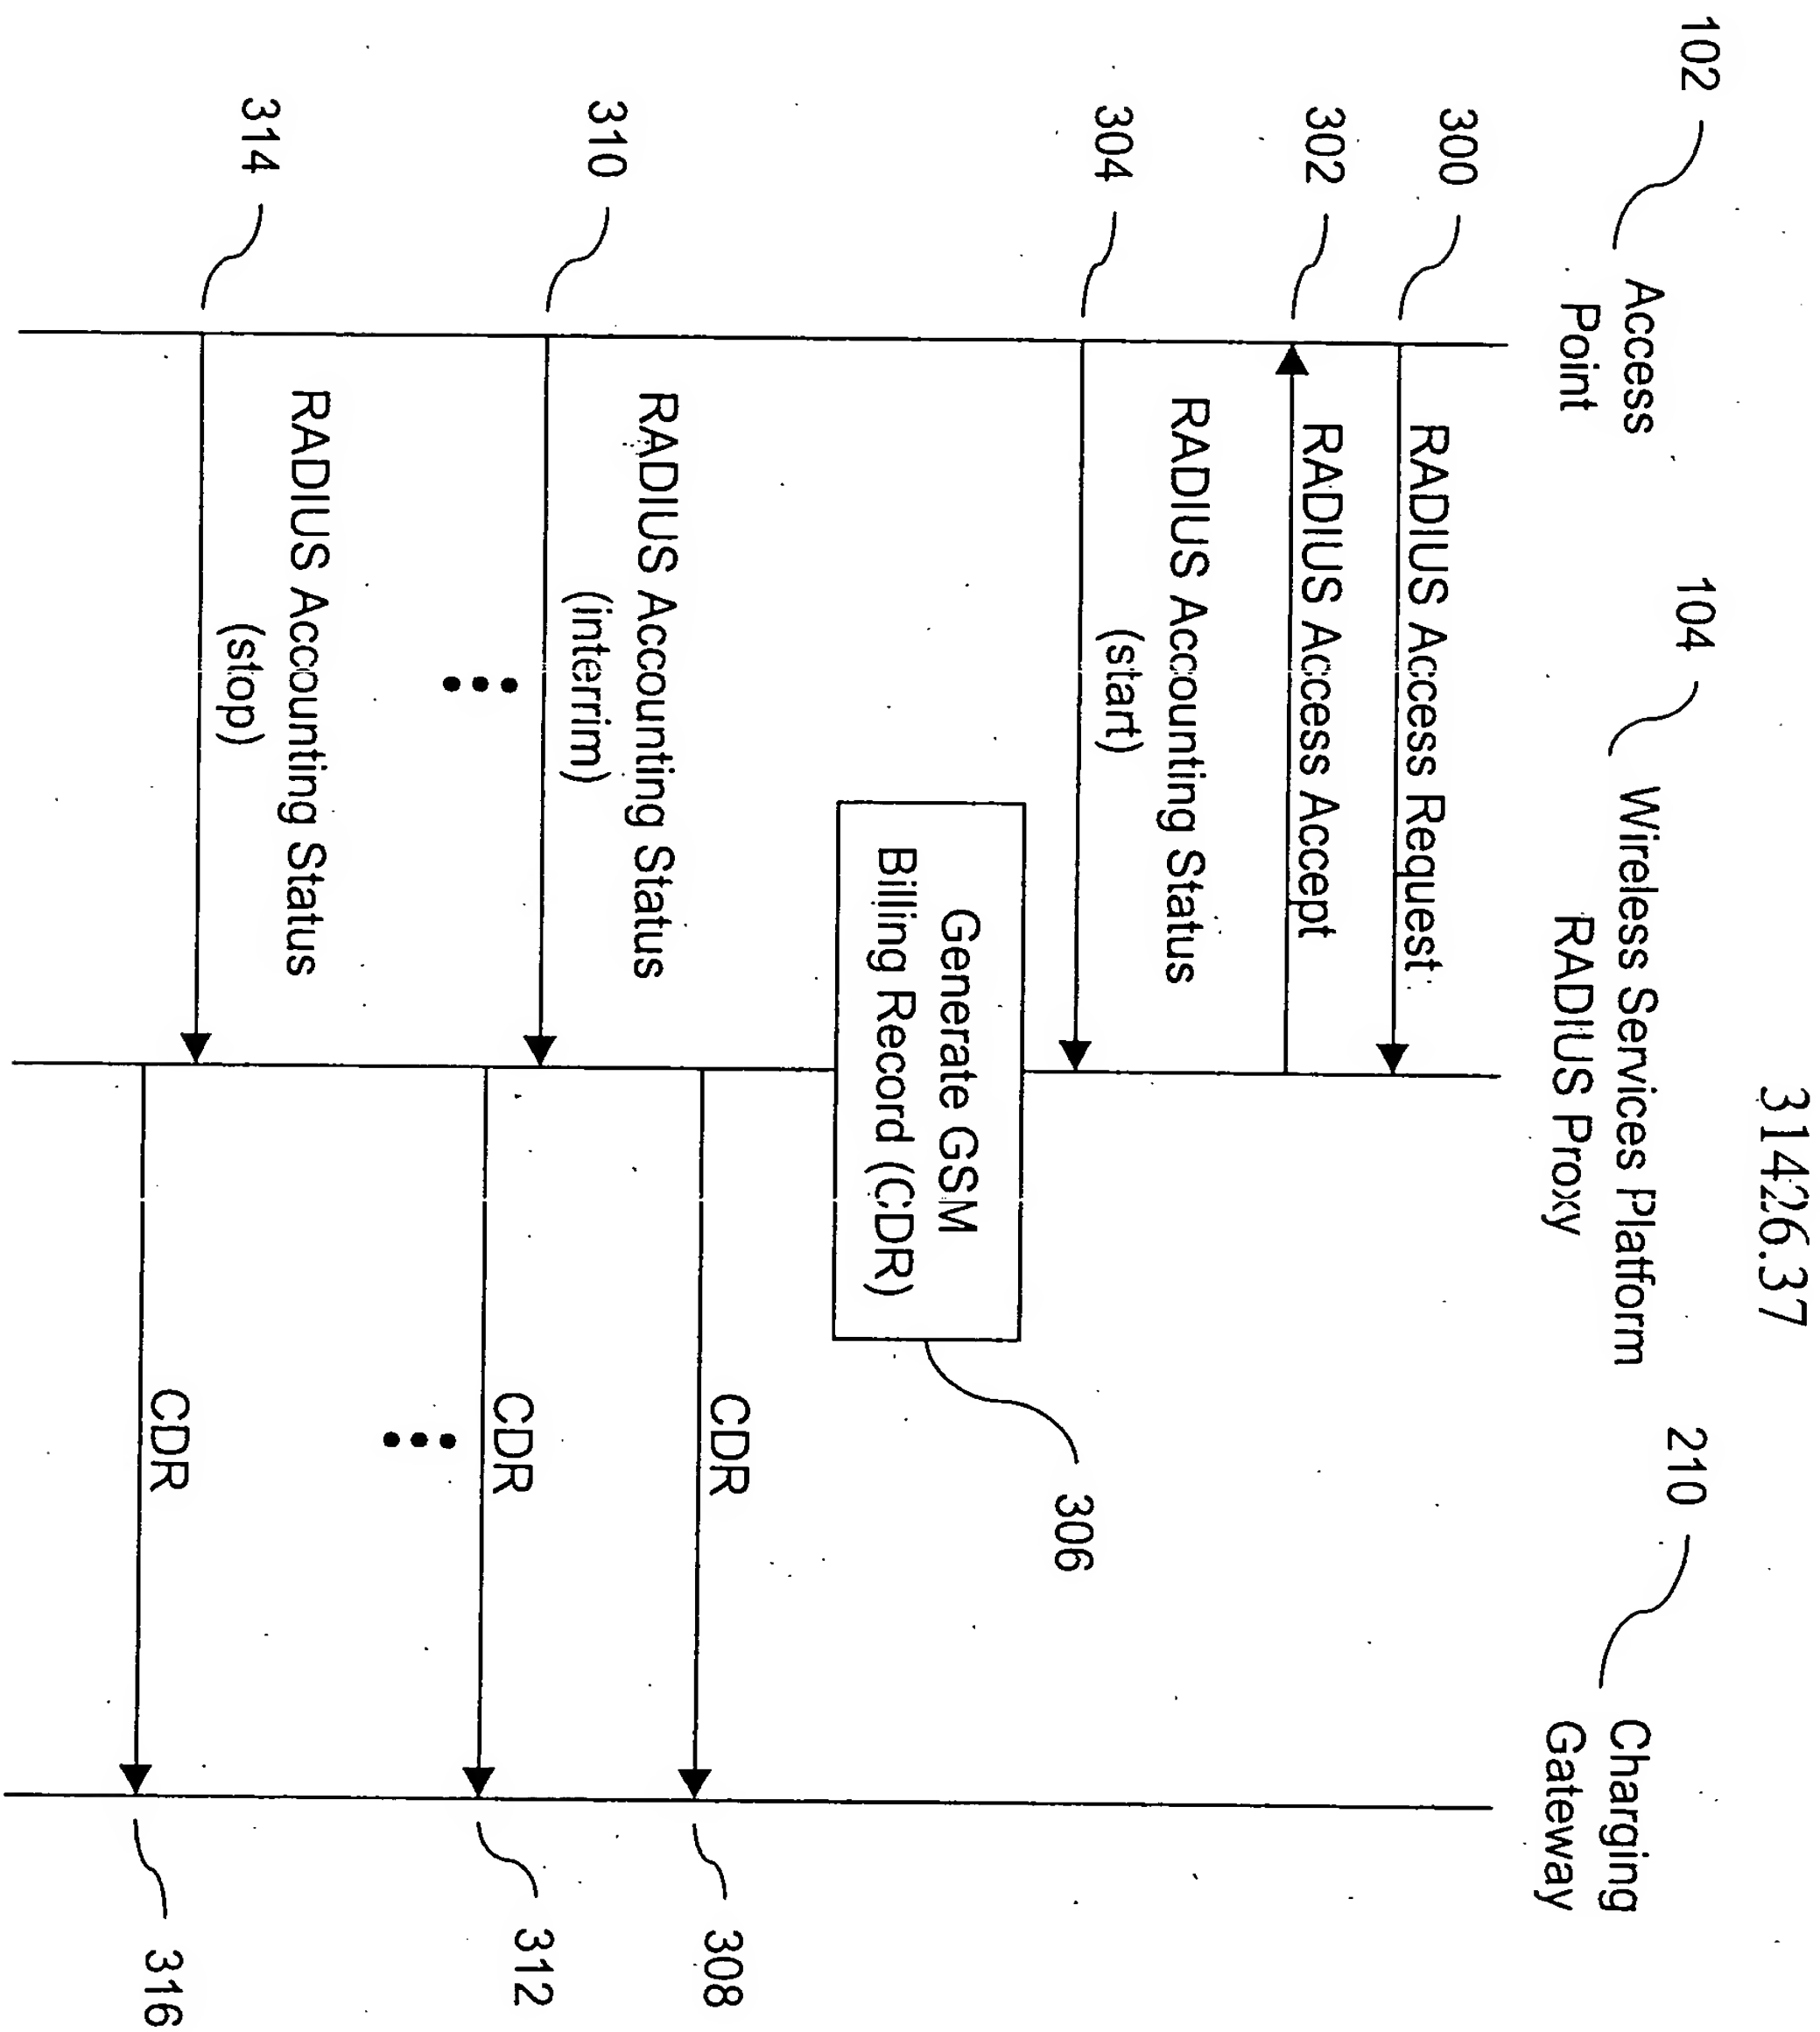 31426.37
102
Access
Point
104
Wireless Services Platform
RADIUS Proxy
210
Charging
Gateway
300
RADIUS Access Request
302
RADIUS Access Accept
304
RADIUS Accounting Status
(start)
Generate GSM
Billing Record (CDR)
306
CDR
308
310
RADIUS Accounting Status
(interrim)
CDR
312
314
RADIUS Accounting Status
(stop)
CDR
316